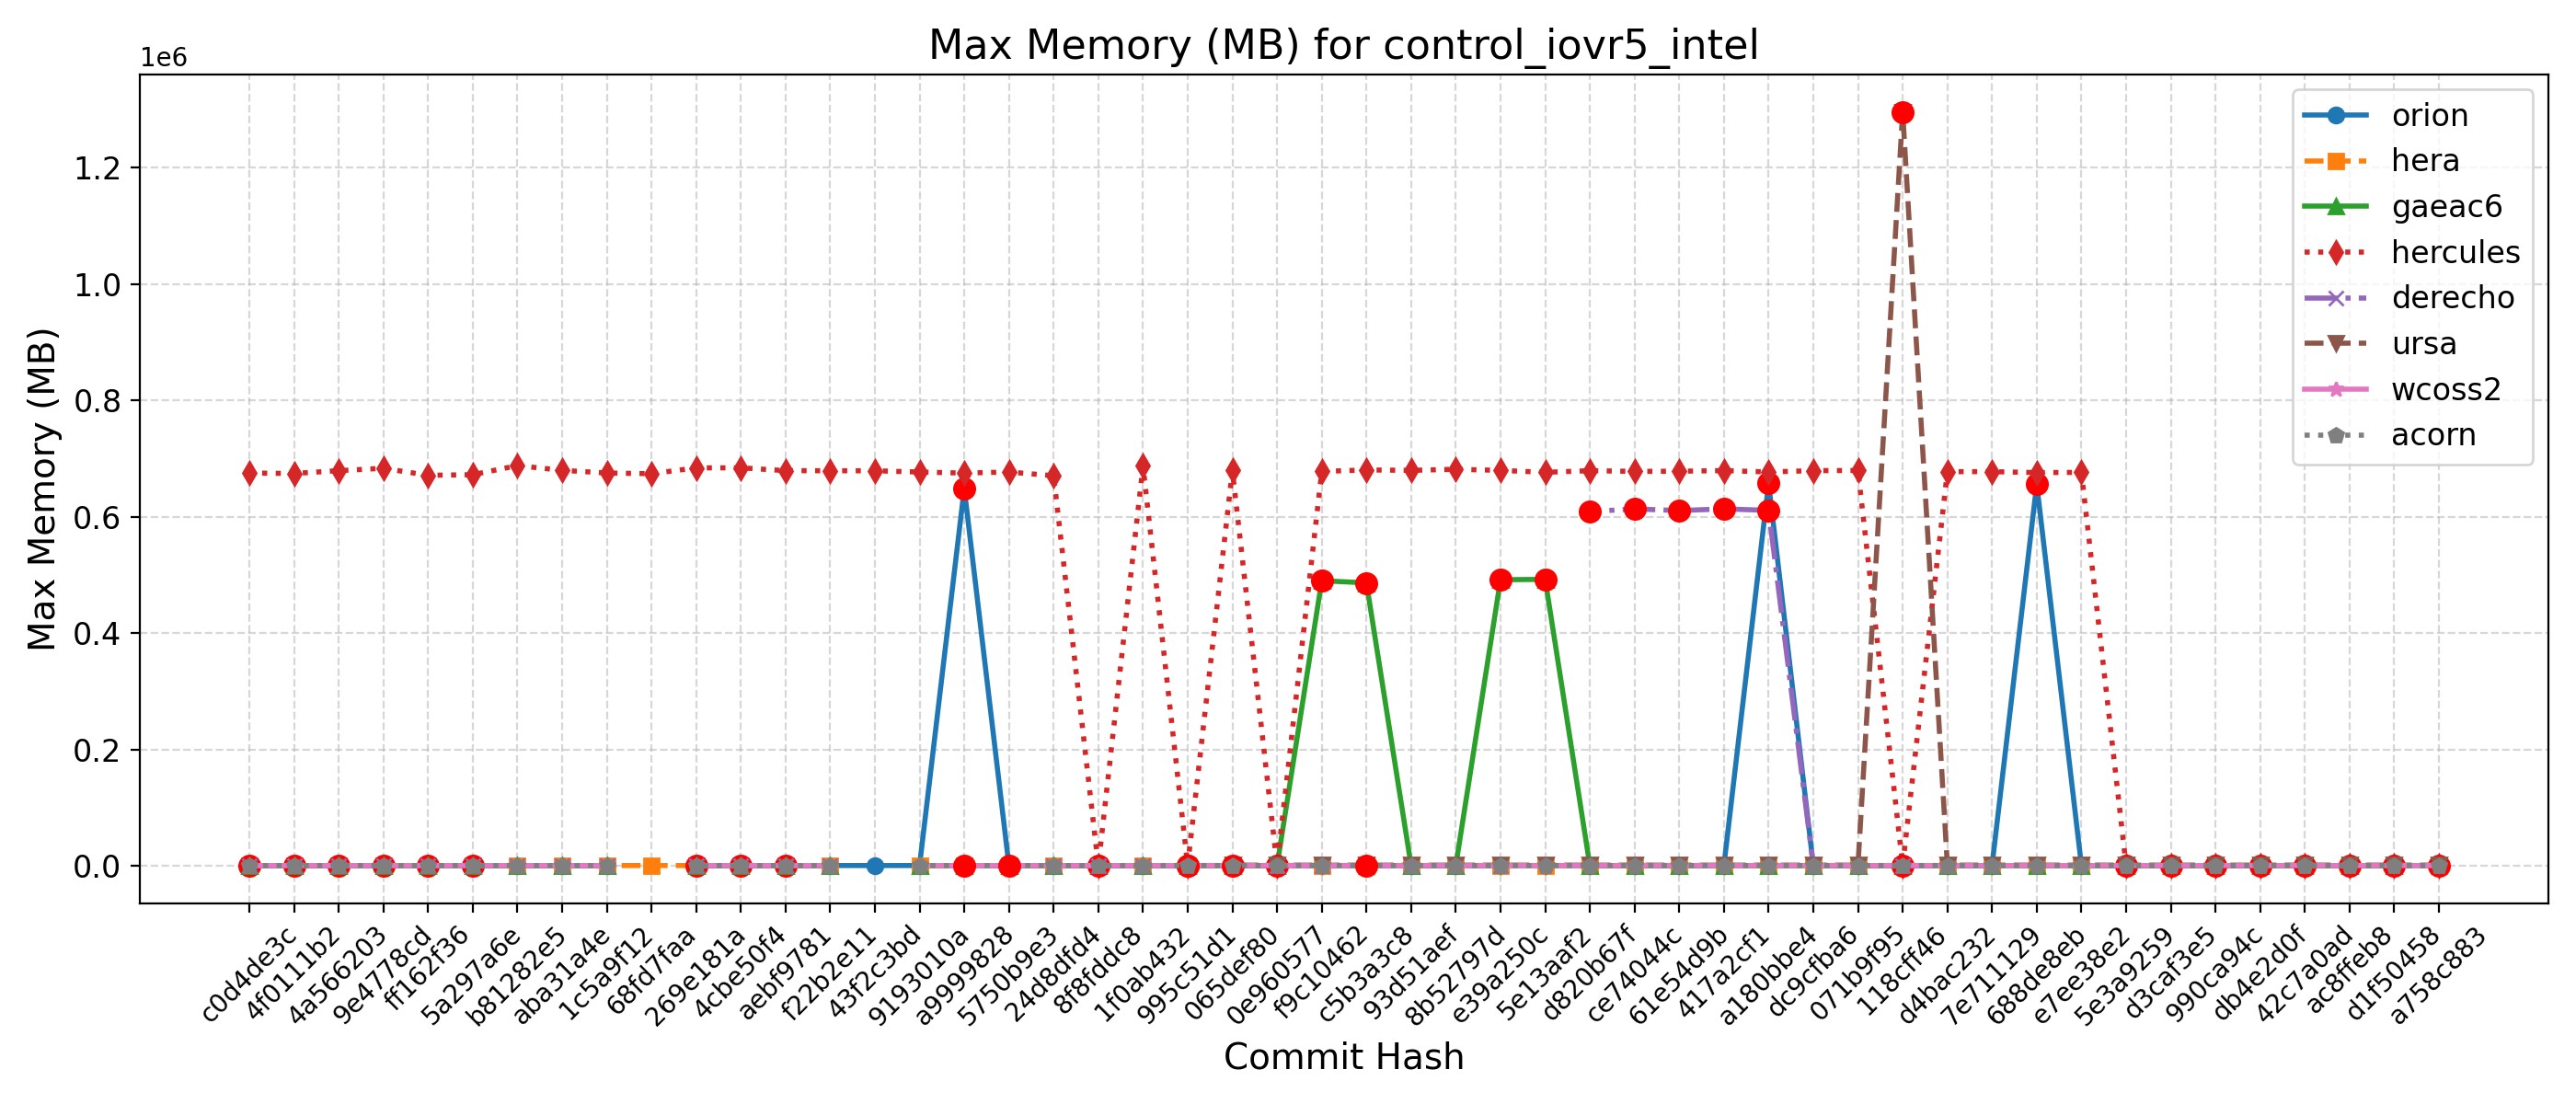 Max Memory (MB) for control_iovr5_intel
1e6
1.2
1.0
0.8
0.6
0.4
0.2
0.0
Max Memory (MB)
orion
hera
gaeac6
hercules
derecho
ursa
wcoss2
acorn
c0d4de3c
4f0111b2
4a566203
9e4778cd
ff162f36
5a297a6e
b81282e5
aba31a4e
1c5a9f12
68fd7faa
269e181a
4cbe50f4
aebf9781
f22b2e11
43f2c3bd
9193010a
a9999828
5750b9e3
24d8dfd4
8f8fddc8
1f0ab432
995c51d1
065def80
0e960577
f9c10462
c5b3a3c8
93d51aef
8b52797d
e39a250c
5e13aaf2
d820b67f
ce74044c
61e54d9b
417a2cf1
a180bbe4
dc9cfba6
071b9f95
118cff46
d4bac232
7e711129
688de8eb
e7ee38e2
5e3a9259
d3caf3e5
990ca94c
db4e2d0f
42c7a0ad
ac8ffeb8
d1f50458
a758c883
Commit Hash